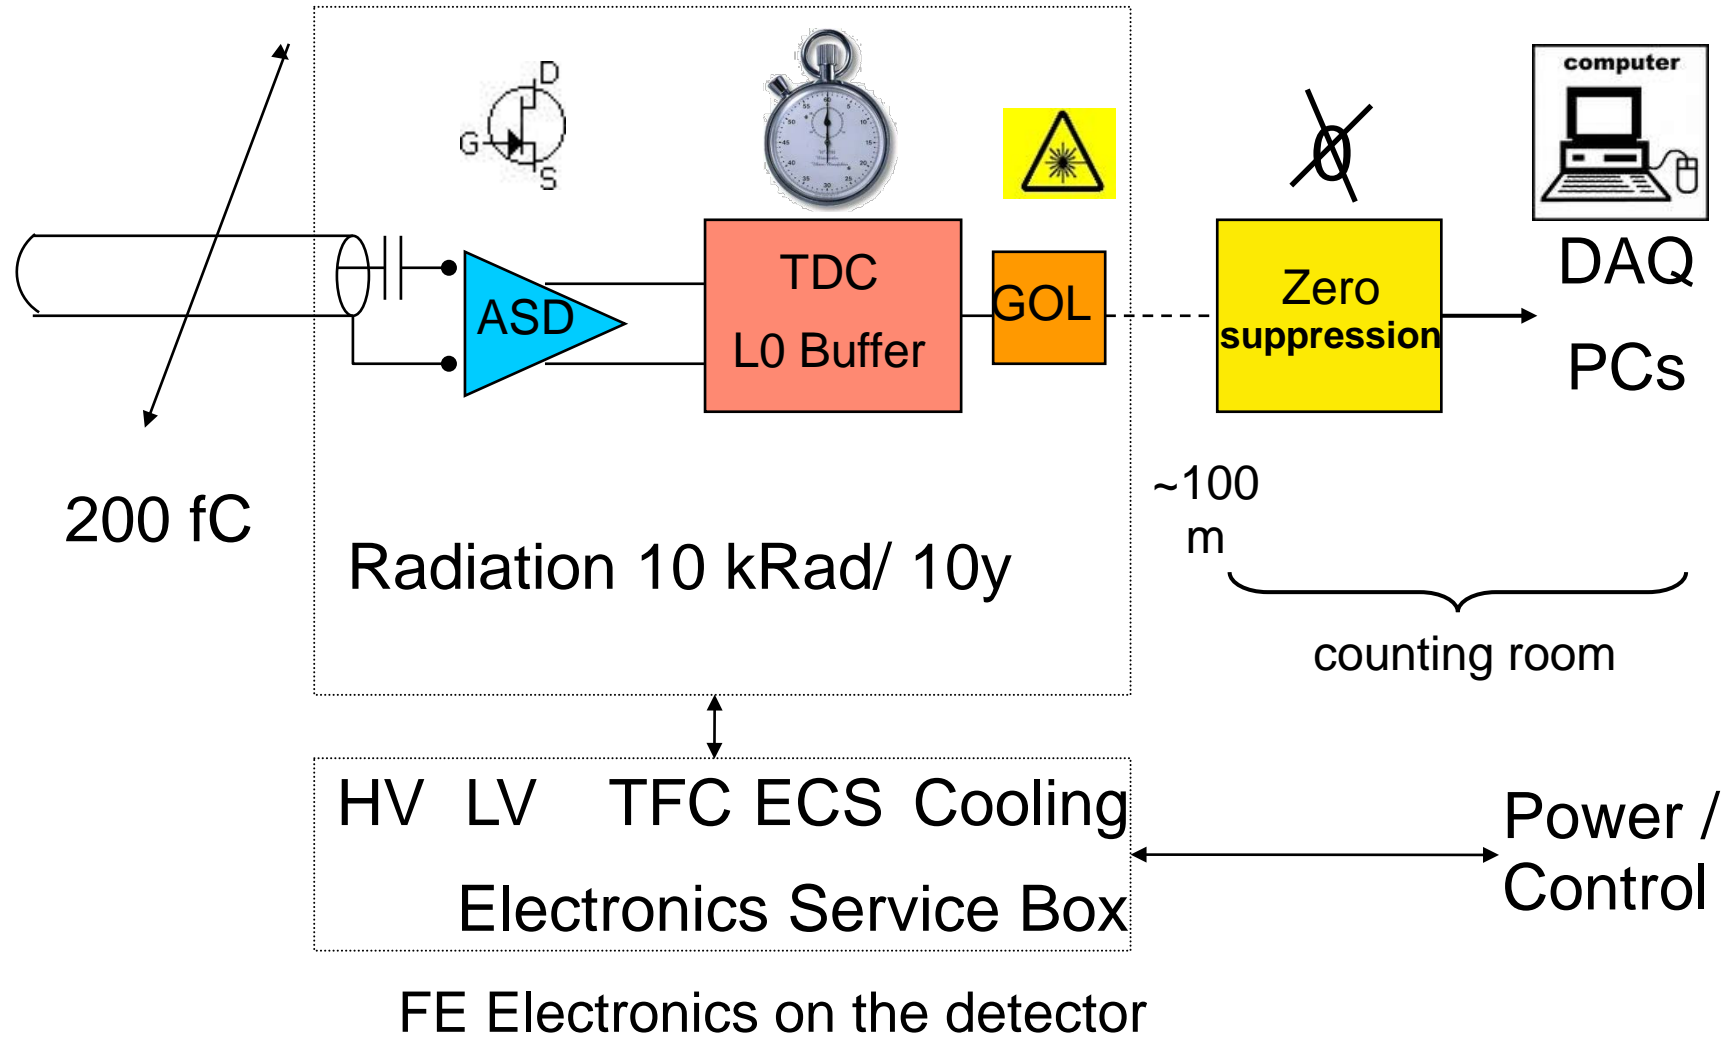 D
G
S
computer
ASD
TDC
L0 Buffer
GOL
Zero
suppression
DAQ
PCs
200 fC
Radiation 10 kRad/ 10y
~100
m
counting room
HV LV TFC ECS Cooling
Electronics Service Box
Power /
Control
FE Electronics on the detector